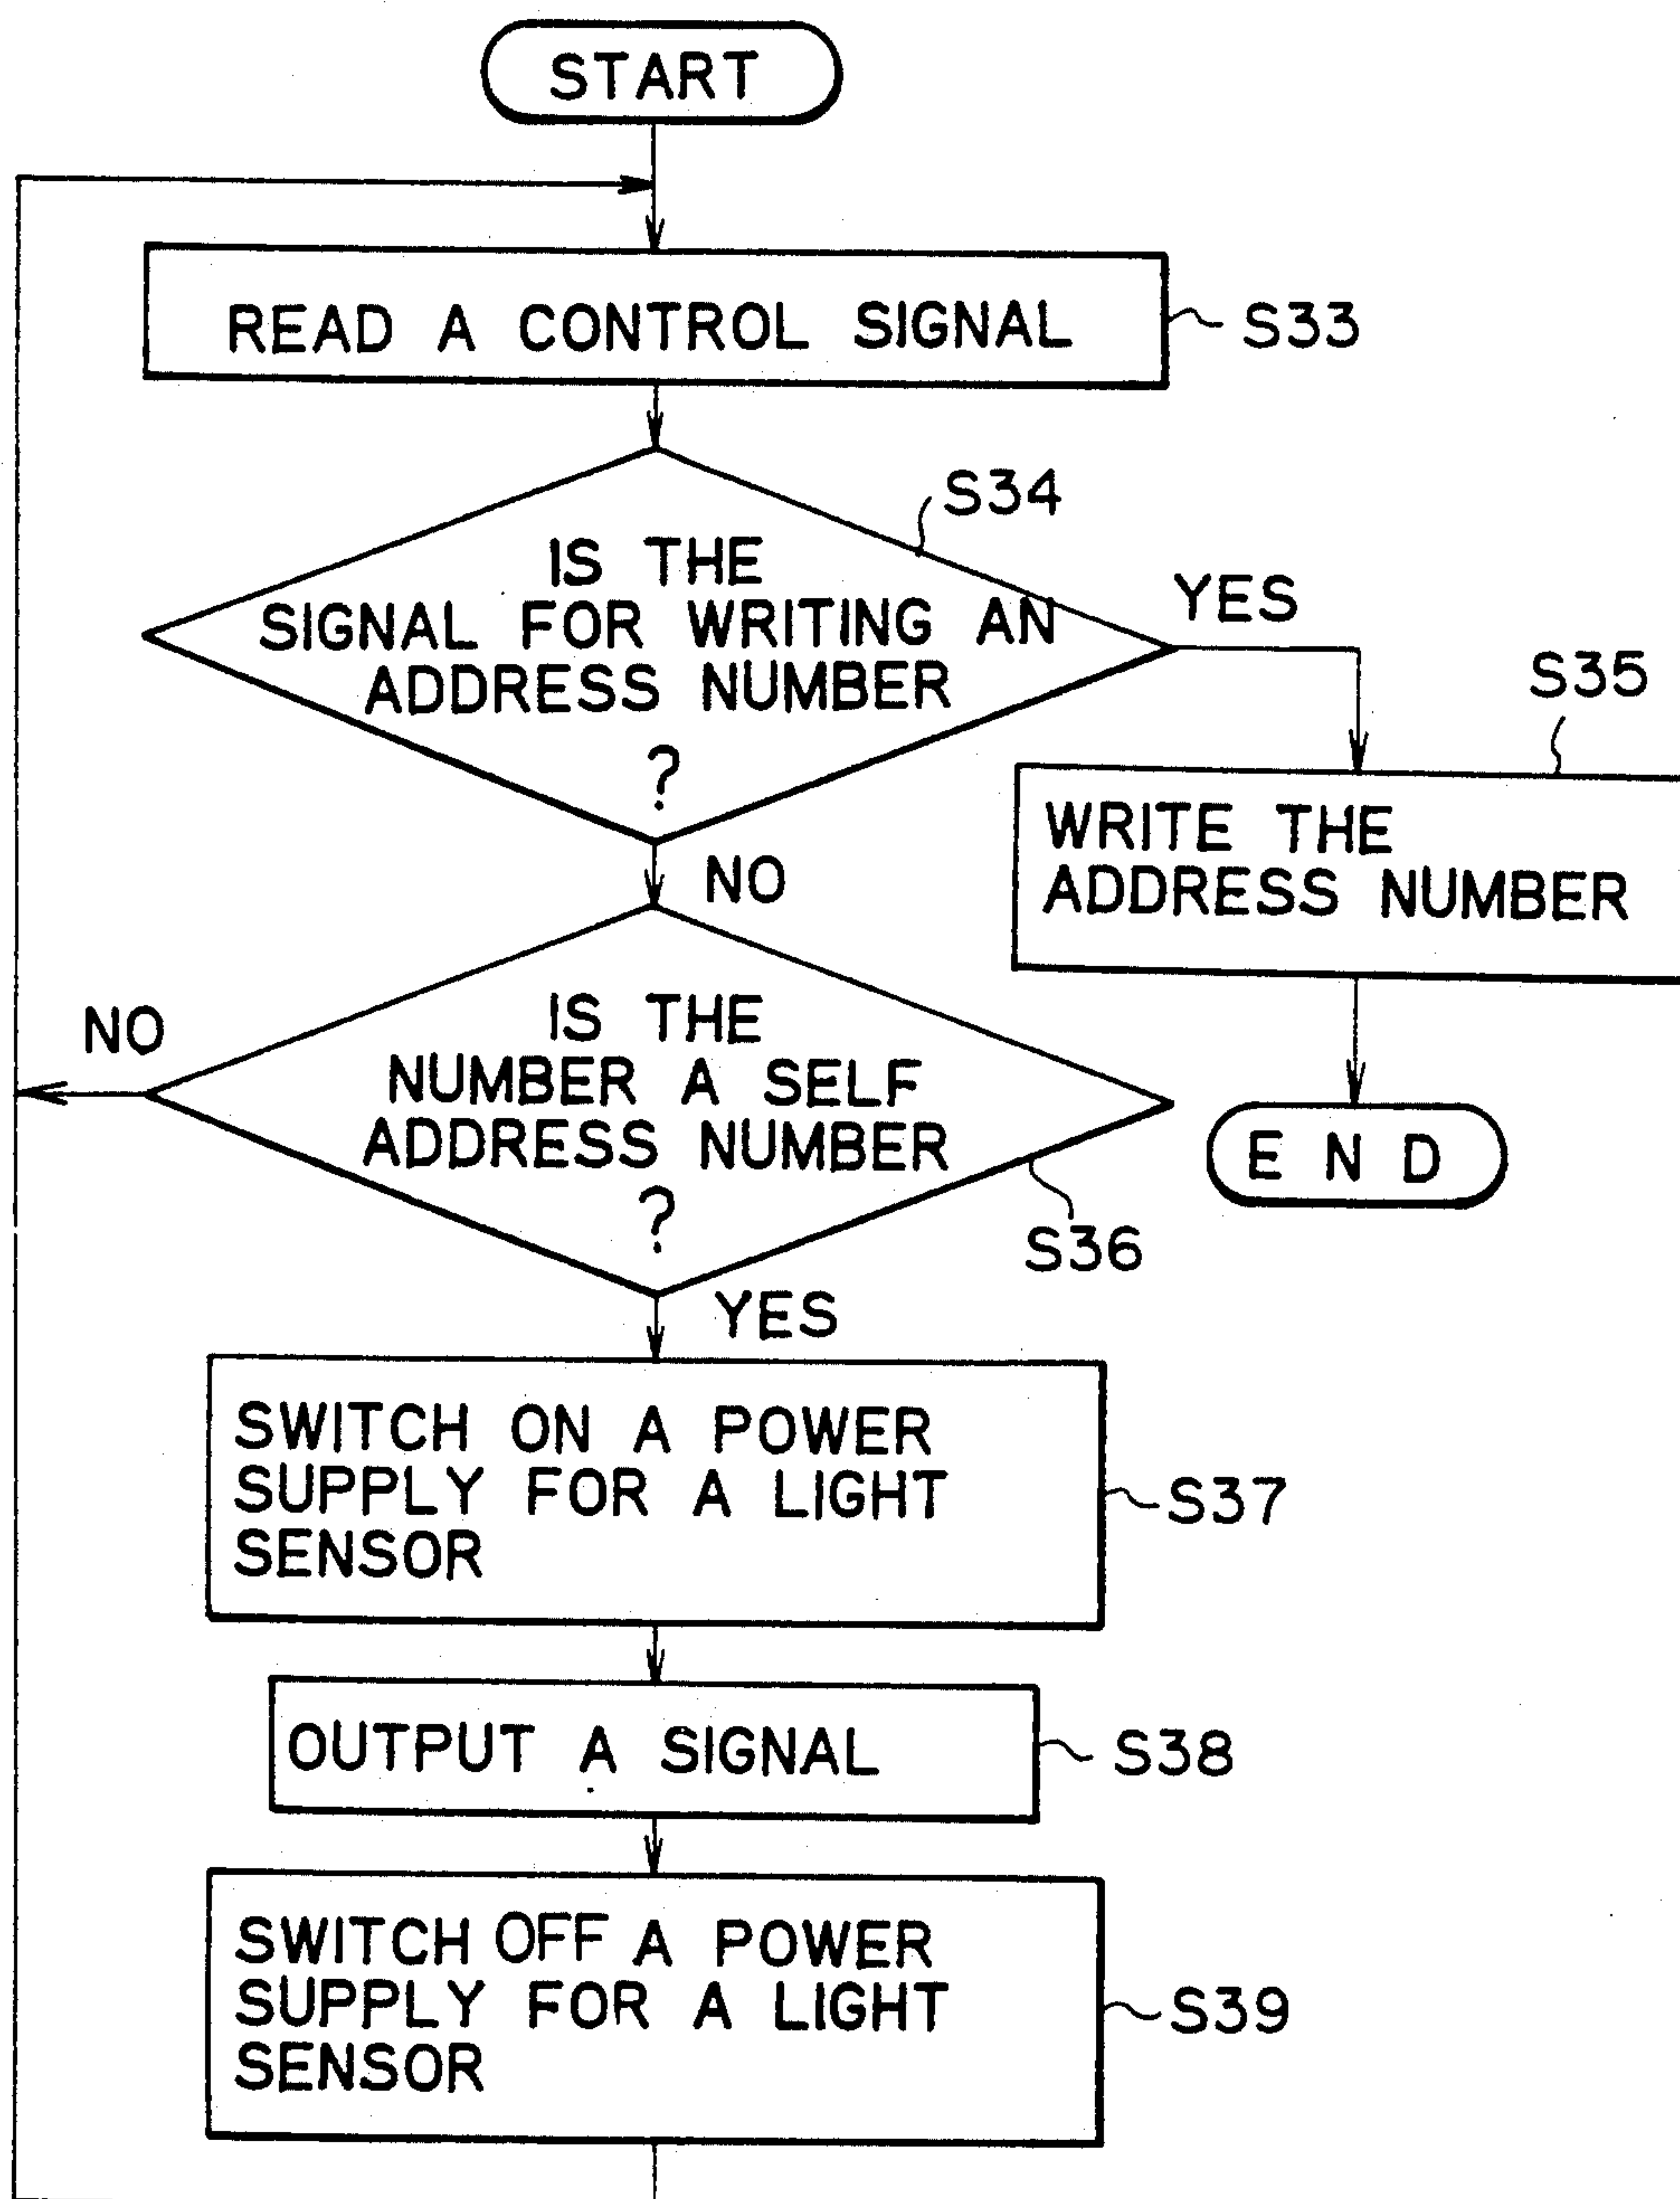 START
READ A CONTROL SIGNAL
S33
S34
IS THE
SIGNAL FOR WRITING AN
ADDRESS NUMBER
?
YES
S35
WRITE THE
ADDRESS NUMBER
NO
NO
IS THE
NUMBER A SELF
ADDRESS NUMBER
?
END
S36
YES
SWITCH ON A POWER
SUPPLY FOR A LIGHT
SENSOR
S37
OUTPUT A SIGNAL
S38
SWITCH OFF A POWER
SUPPLY FOR A LIGHT
SENSOR
S39